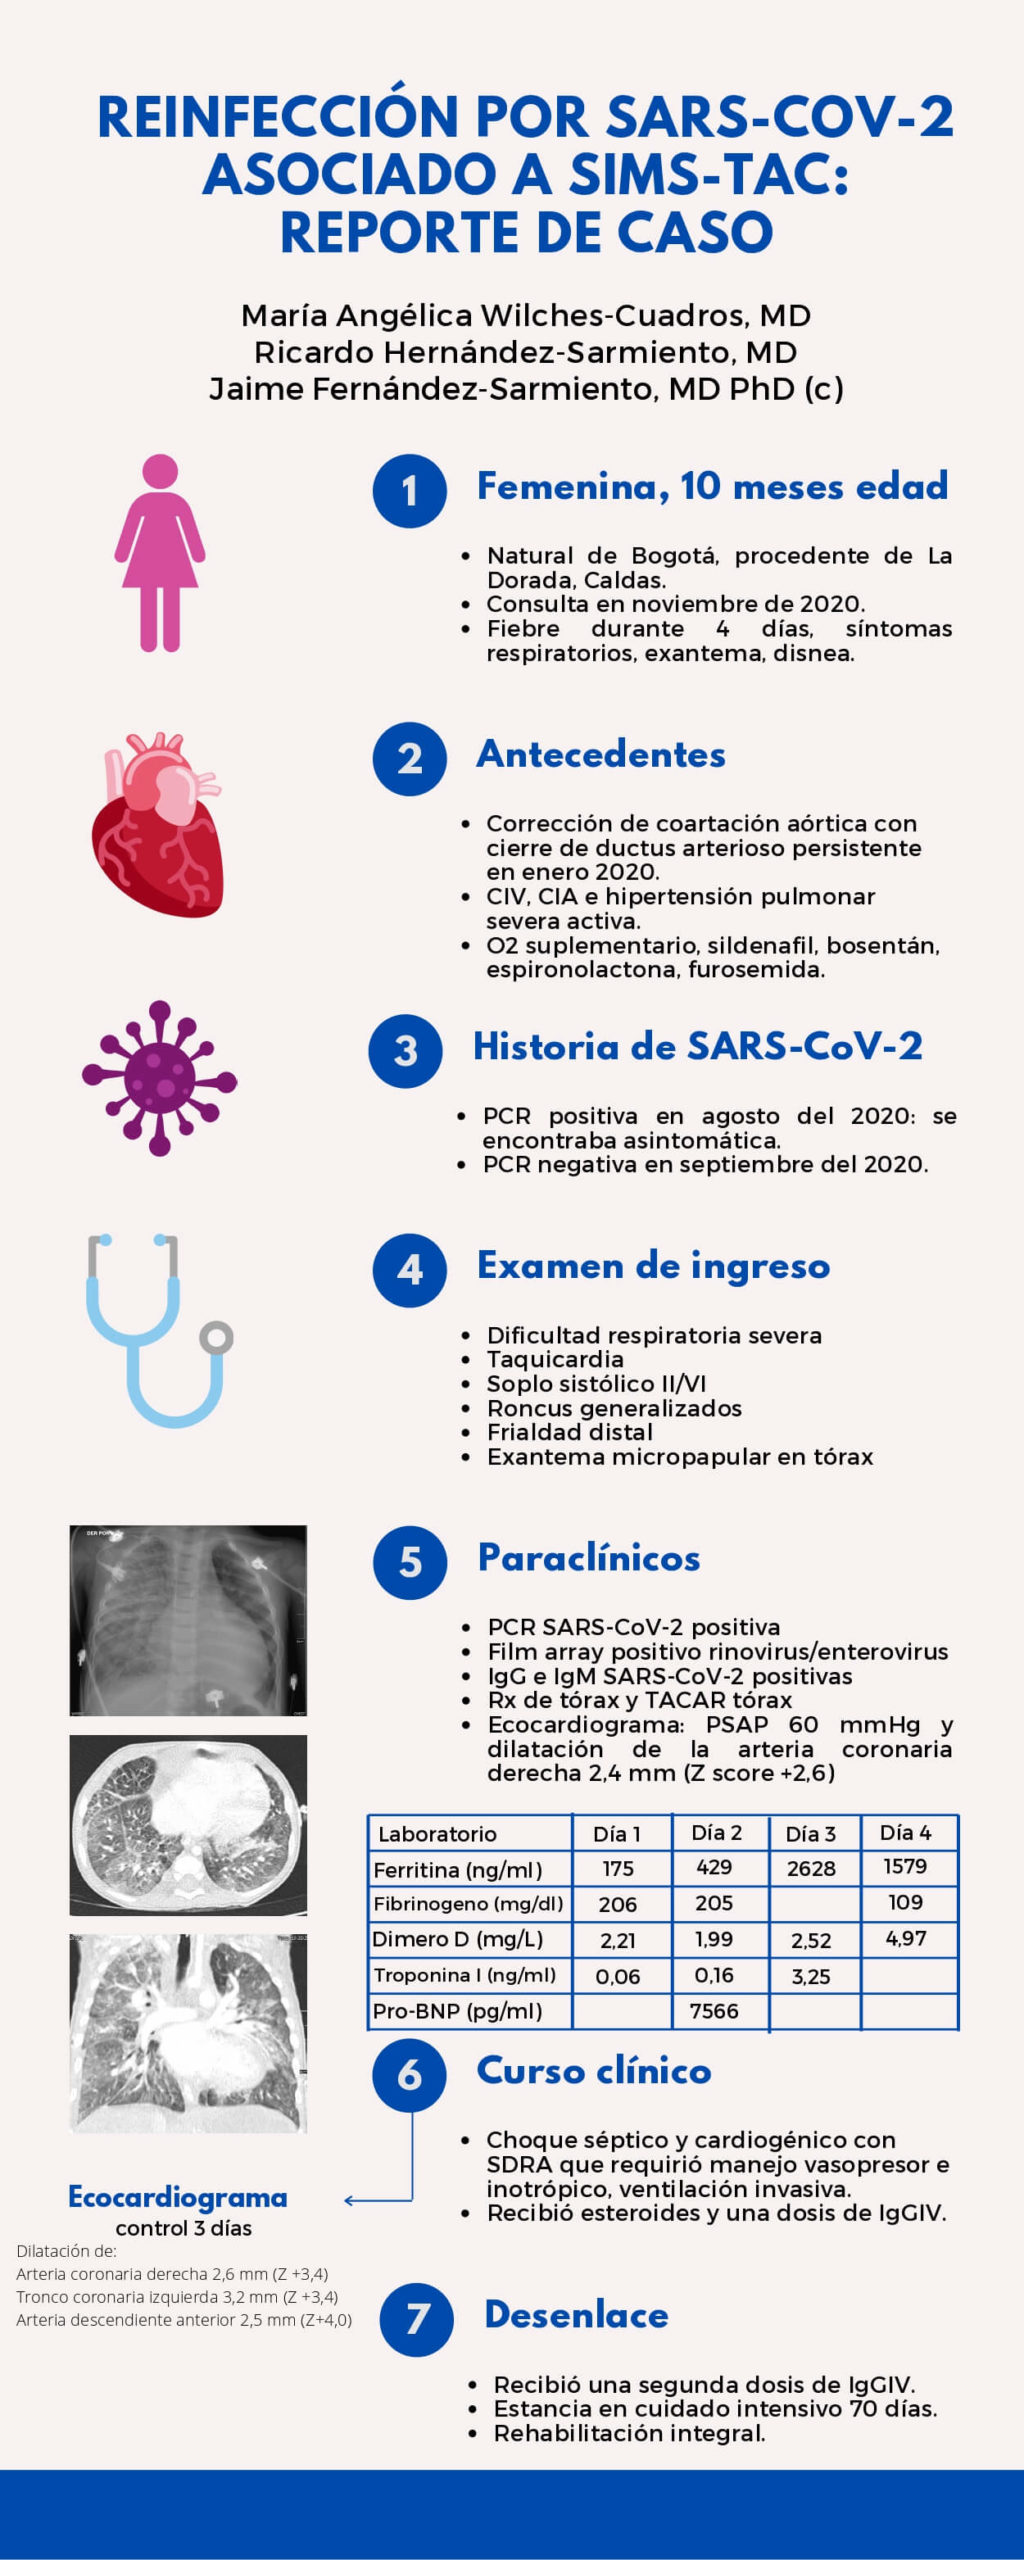 REINFECCIÓN POR SARS-COV-2
ASOCIADO A SIMS-TAC:
REPORTE DE CASO
María Angélica Wilches-Cuadros, MD
Ricardo Hernández-Sarmiento, MD
Jaime Fernández-Sarmiento, MD PhD (c)
1 Femenina, 10 meses edad
• Natural de Bogotá, procedente de La
Dorada, Caldas.
• Consulta en noviembre de 2020.
• Fiebre durante 4 días, síntomas
respiratorios, exantema, disnea.
2 Antecedentes
• Corrección de coartación aórtica con
cierre de ductus arterioso persistente
en enero 2020.
• CIV, CIA e hipertensión pulmonar
severa activa.
• O2 suplementario, sildenafil, bosentán,
espironolactona, furosemida.
3 Historia de SARS-CoV-2
• PCR positiva en agosto del 2020: se
encontraba asintomática.
• PCR negativa en septiembre del 2020.
4 Examen de ingreso
• Dificultad respiratoria severa
• Taquicardia
• Soplo sistólico II/VI
• Roncus generalizados
• Frialdad distal
• Exantema micropapular en tórax
5 Paraclínicos
• PCR SARS-CoV-2 positiva
• Film array positivo rinovirus/enterovirus
• IgG e IgM SARS-CoV-2 positivas
• Rx de tórax y TACAR tórax
• Ecocardiograma: PSAP 60 mmHg y
dilatación de la arteria coronaria
derecha 2,4 mm (Z score +2,6)
Laboratorio Día 1 Día 2 Día 3 Día 4
Ferritina (ng/ml) 175 429 2628 1579
Fibrinogeno (mg/dl) 206 205 109
Dimero D (mg/L) 2,21 1,99 2,52 4,97
Troponina I (ng/ml) 0,06 0,16 3,25
Pro-BNP (pg/ml) 7566
6 Curso clínico
• Choque séptico y cardiogénico con
SDRA que requirió manejo vasopresor e
inotrópico, ventilación invasiva.
• Recibió esteroides y una dosis de IgGIV.
Ecocardiograma
control 3 días
Dilatación de:
Arteria coronaria derecha 2,6 mm (Z +3,4)
Tronco coronaria izquierda 3,2 mm (Z +3,4)
Arteria descendiente anterior 2,5 mm (Z+4,0)
7 Desenlace
• Recibió una segunda dosis de IgGIV.
• Estancia en cuidado intensivo 70 días.
• Rehabilitación integral.